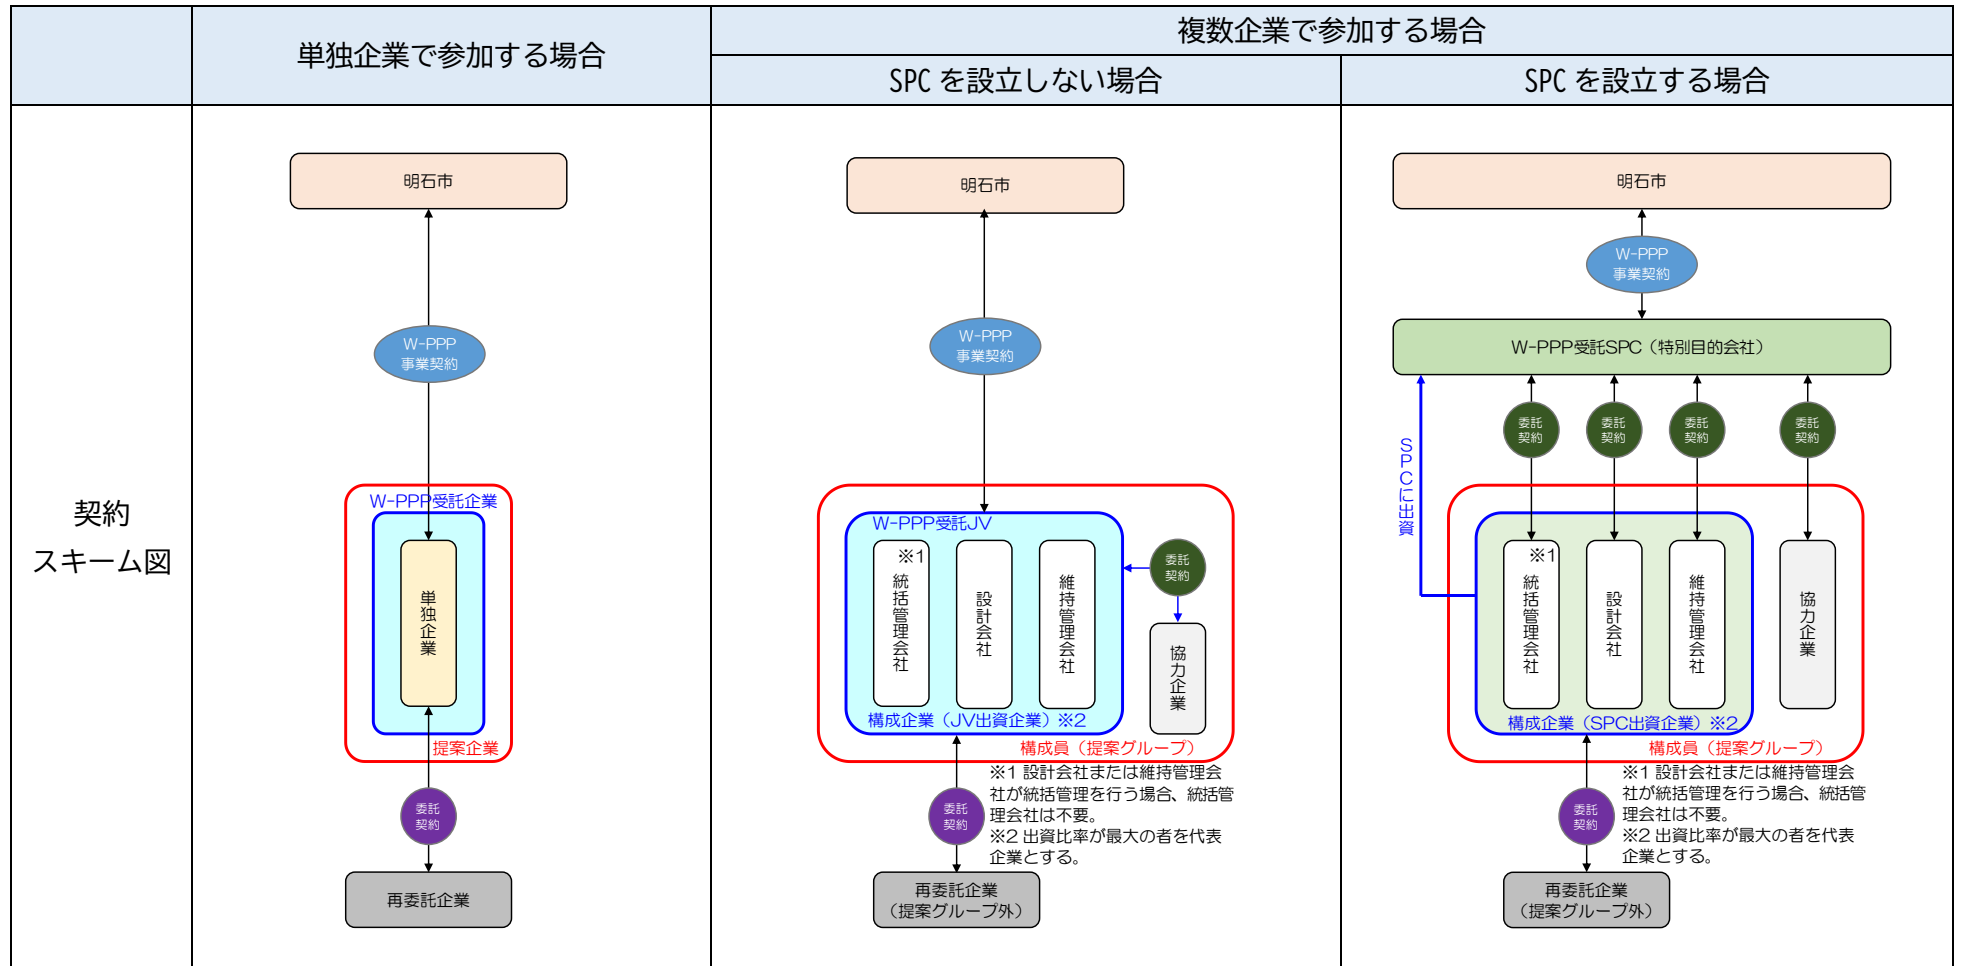 単独企業で参加する場合
複数企業で参加する場合
SPC を設立しない場合
SPC を設立する場合
契約
スキーム図
明石市
W-PPP
事業契約
W-PPP受託企業
単独企業
提案企業
委託
契約
再委託企業
明石市
W-PPP
事業契約
W-PPP受託JV
※1
統括管理会社
設計会社
維持管理会社
委託
契約
協力企業
構成企業（JV出資企業）※2
構成員（提案グループ）
※1 設計会社または維持管理会
社が統括管理を行う場合、統括管
理会社は不要。
※2 出資比率が最大の者を代表
企業とする。
委託
契約
再委託企業
（提案グループ外）
明石市
W-PPP
事業契約
W-PPP受託SPC（特別目的会社）
委託
契約
委託
契約
委託
契約
委託
契約
SPCに出資
※1
統括管理会社
設計会社
維持管理会社
協力企業
構成企業（SPC出資企業）※2
構成員（提案グループ）
※1 設計会社または維持管理会
社が統括管理を行う場合、統括管
理会社は不要。
※2 出資比率が最大の者を代表
企業とする。
委託
契約
再委託企業
（提案グループ外）